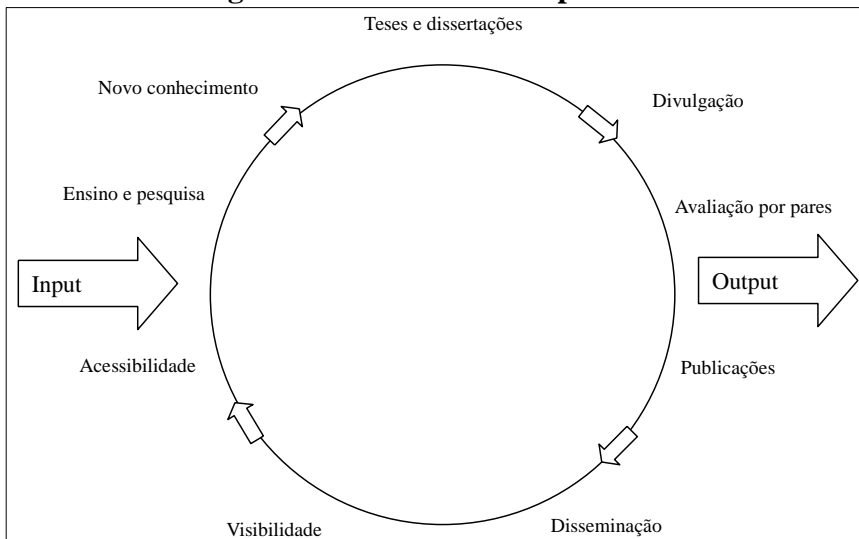 Teses e dissertações
Novo conhecimento
Divulgação
Ensino e pesquisa
Avaliação por pares
Input
Output
Acessibilidade
Publicações
Visibilidade
Disseminação